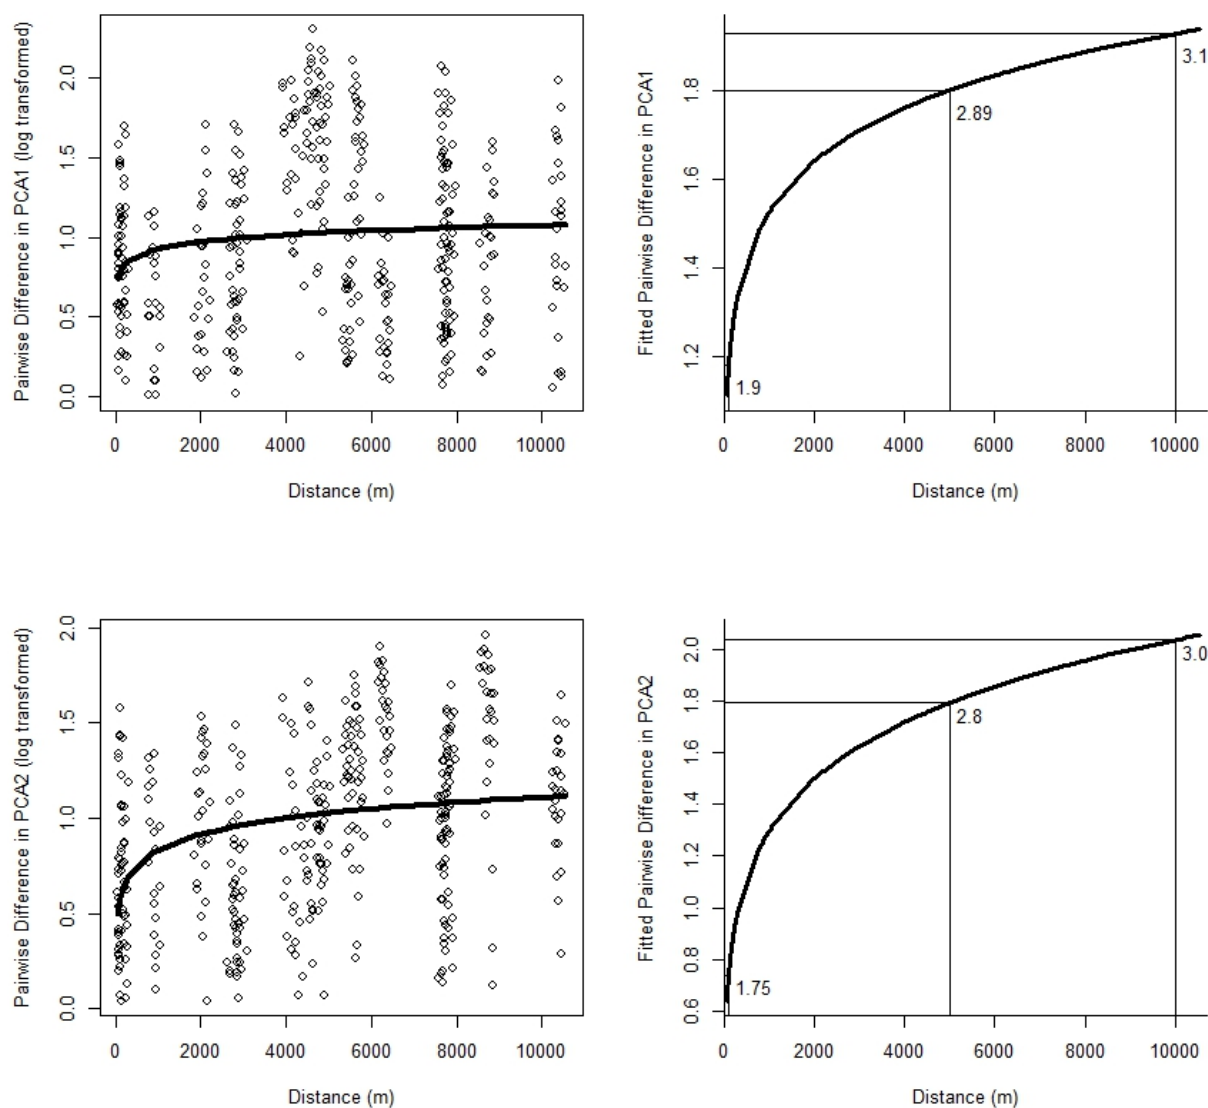 Pairwise Difference in PCA1 (log transformed)
0.0 0.5 1.0 1.5 2.0
0 2000 4000 6000 8000 10000
Distance (m)
Fitted Pairwise Difference in PCA1
1.2 1.4 1.6 1.8
3.1
2.89
1.9
0 2000 4000 6000 8000 10000
Distance (m)
Pairwise Difference in PCA2 (log transformed)
0.0 0.5 1.0 1.5 2.0
0 2000 4000 6000 8000 10000
Distance (m)
Fitted Pairwise Difference in PCA2
0.6 0.8 1.0 1.2 1.4 1.6 1.8 2.0
3.0
2.8
1.75
0 2000 4000 6000 8000 10000
Distance (m)